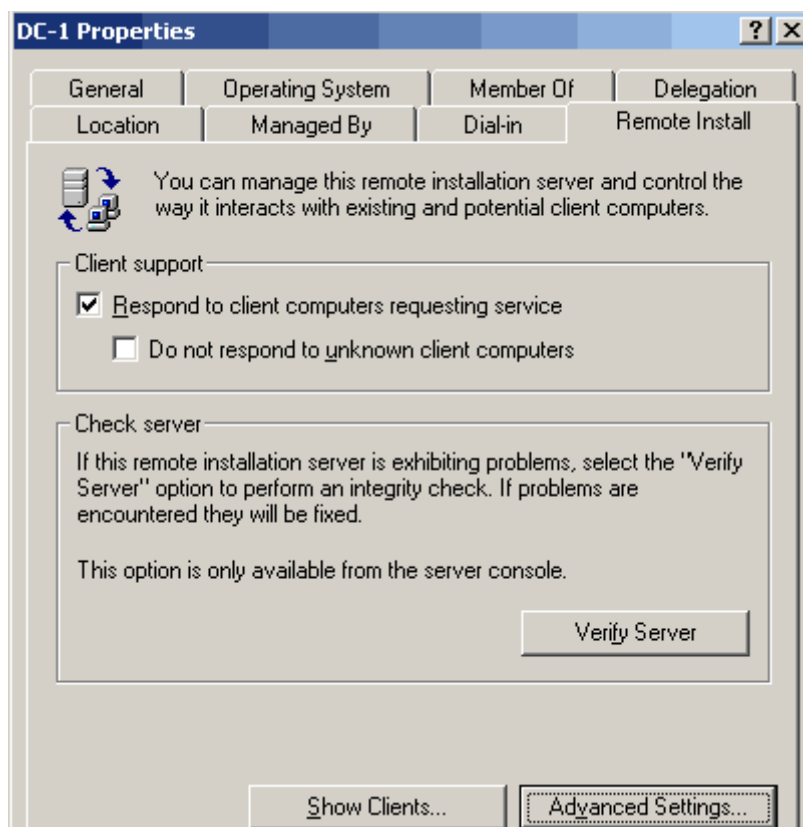 DC-1 Properties
General Operating System Member Of Delegation
Location Managed By Dial-in Remote Install
You can manage this remote installation server and control the
way it interacts with existing and potential client computers.
Client support
Respond to client computers requesting service
Do not respond to unknown client computers
Check server
If this remote installation server is exhibiting problems, select the "Verify
Server" option to perform an integrity check. If problems are
encountered they will be fixed.
This option is only available from the server console.
Verify Server
Show Clients... Advanced Settings...